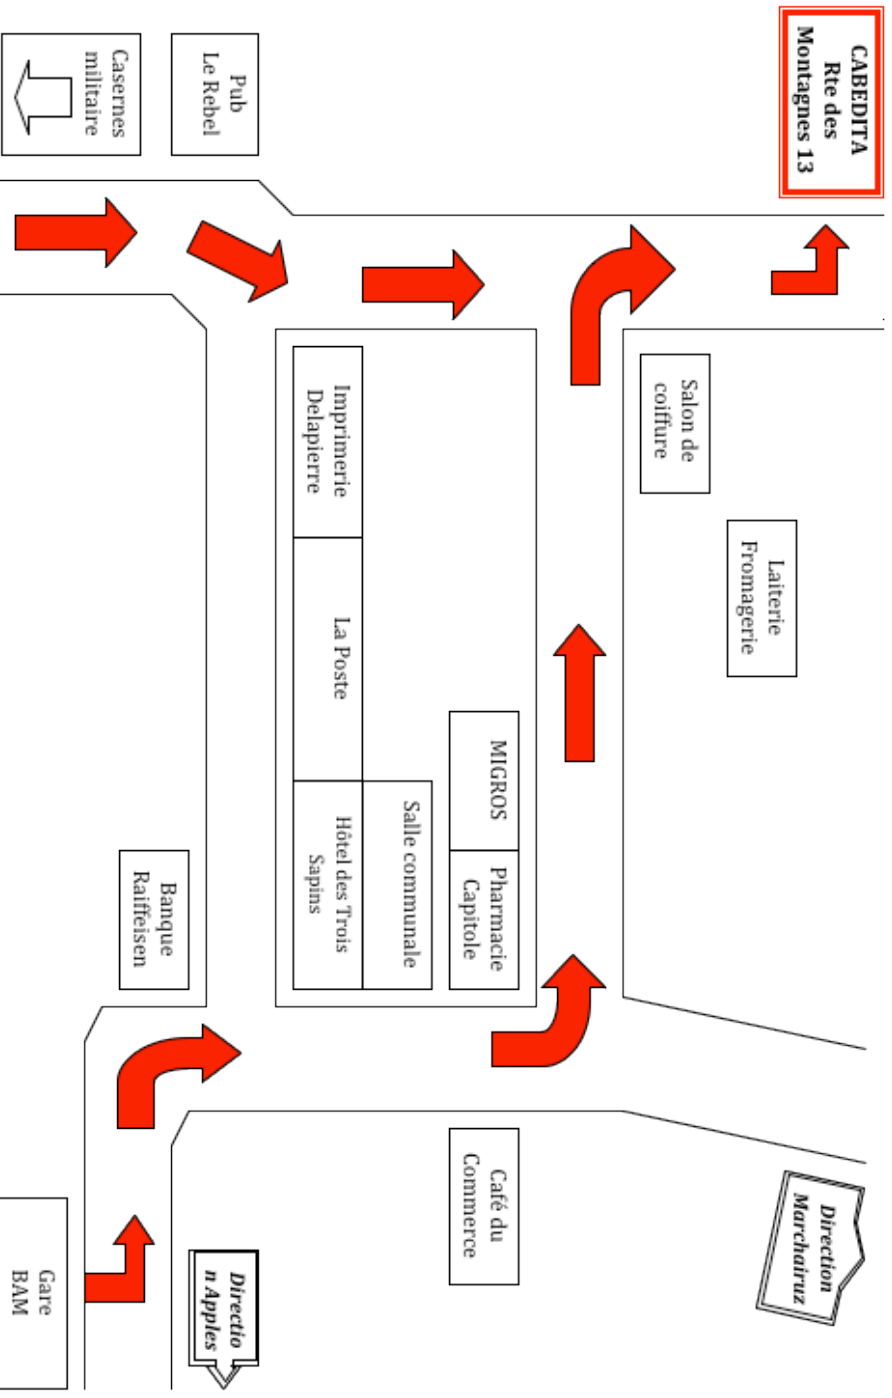 CABEDITA
Rte des
Montagnes 13
Direction
Marchairuz
Laiterie
Fromagerie
Salon de
coiffure
MIGROS
Pharmacie
Capitole
Café du
Commerce
Salle communale
Imprimerie
Delapierre
La Poste
Hôtel des Trois
Sapins
Pub
Le Rebel
Directio
n Apples
Banque
Raiffeisen
Casernes
militaire
Gare
BAM